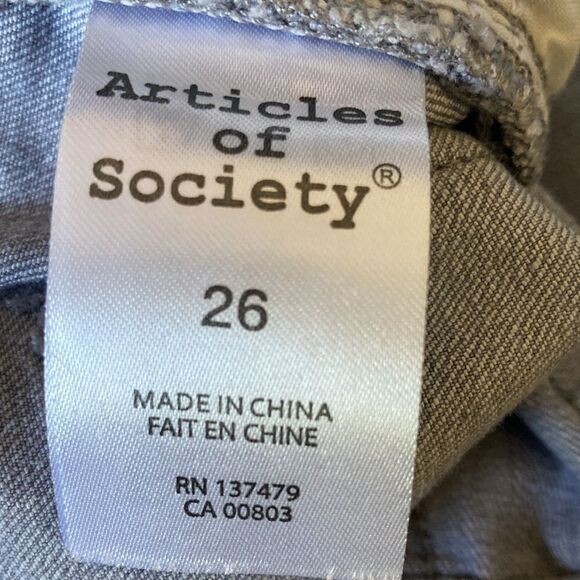 Articles
of
Society®
26
MADE IN CHINA
FAIT EN CHINE
RN 137479
CA 00803